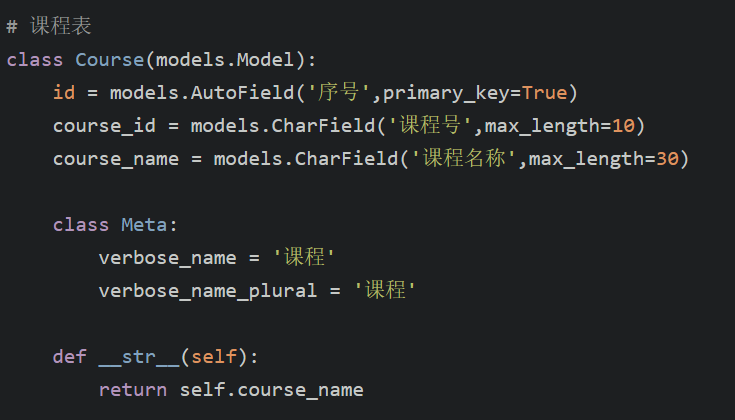 # 课程表
class Course(models.Model):
    id = models.AutoField('序号',primary_key=True)
    course_id = models.CharField('课程号',max_length=10)
    course_name = models.CharField('课程名称',max_length=30)

    class Meta:
        verbose_name = '课程'
        verbose_name_plural = '课程'

    def __str__(self):
        return self.course_name